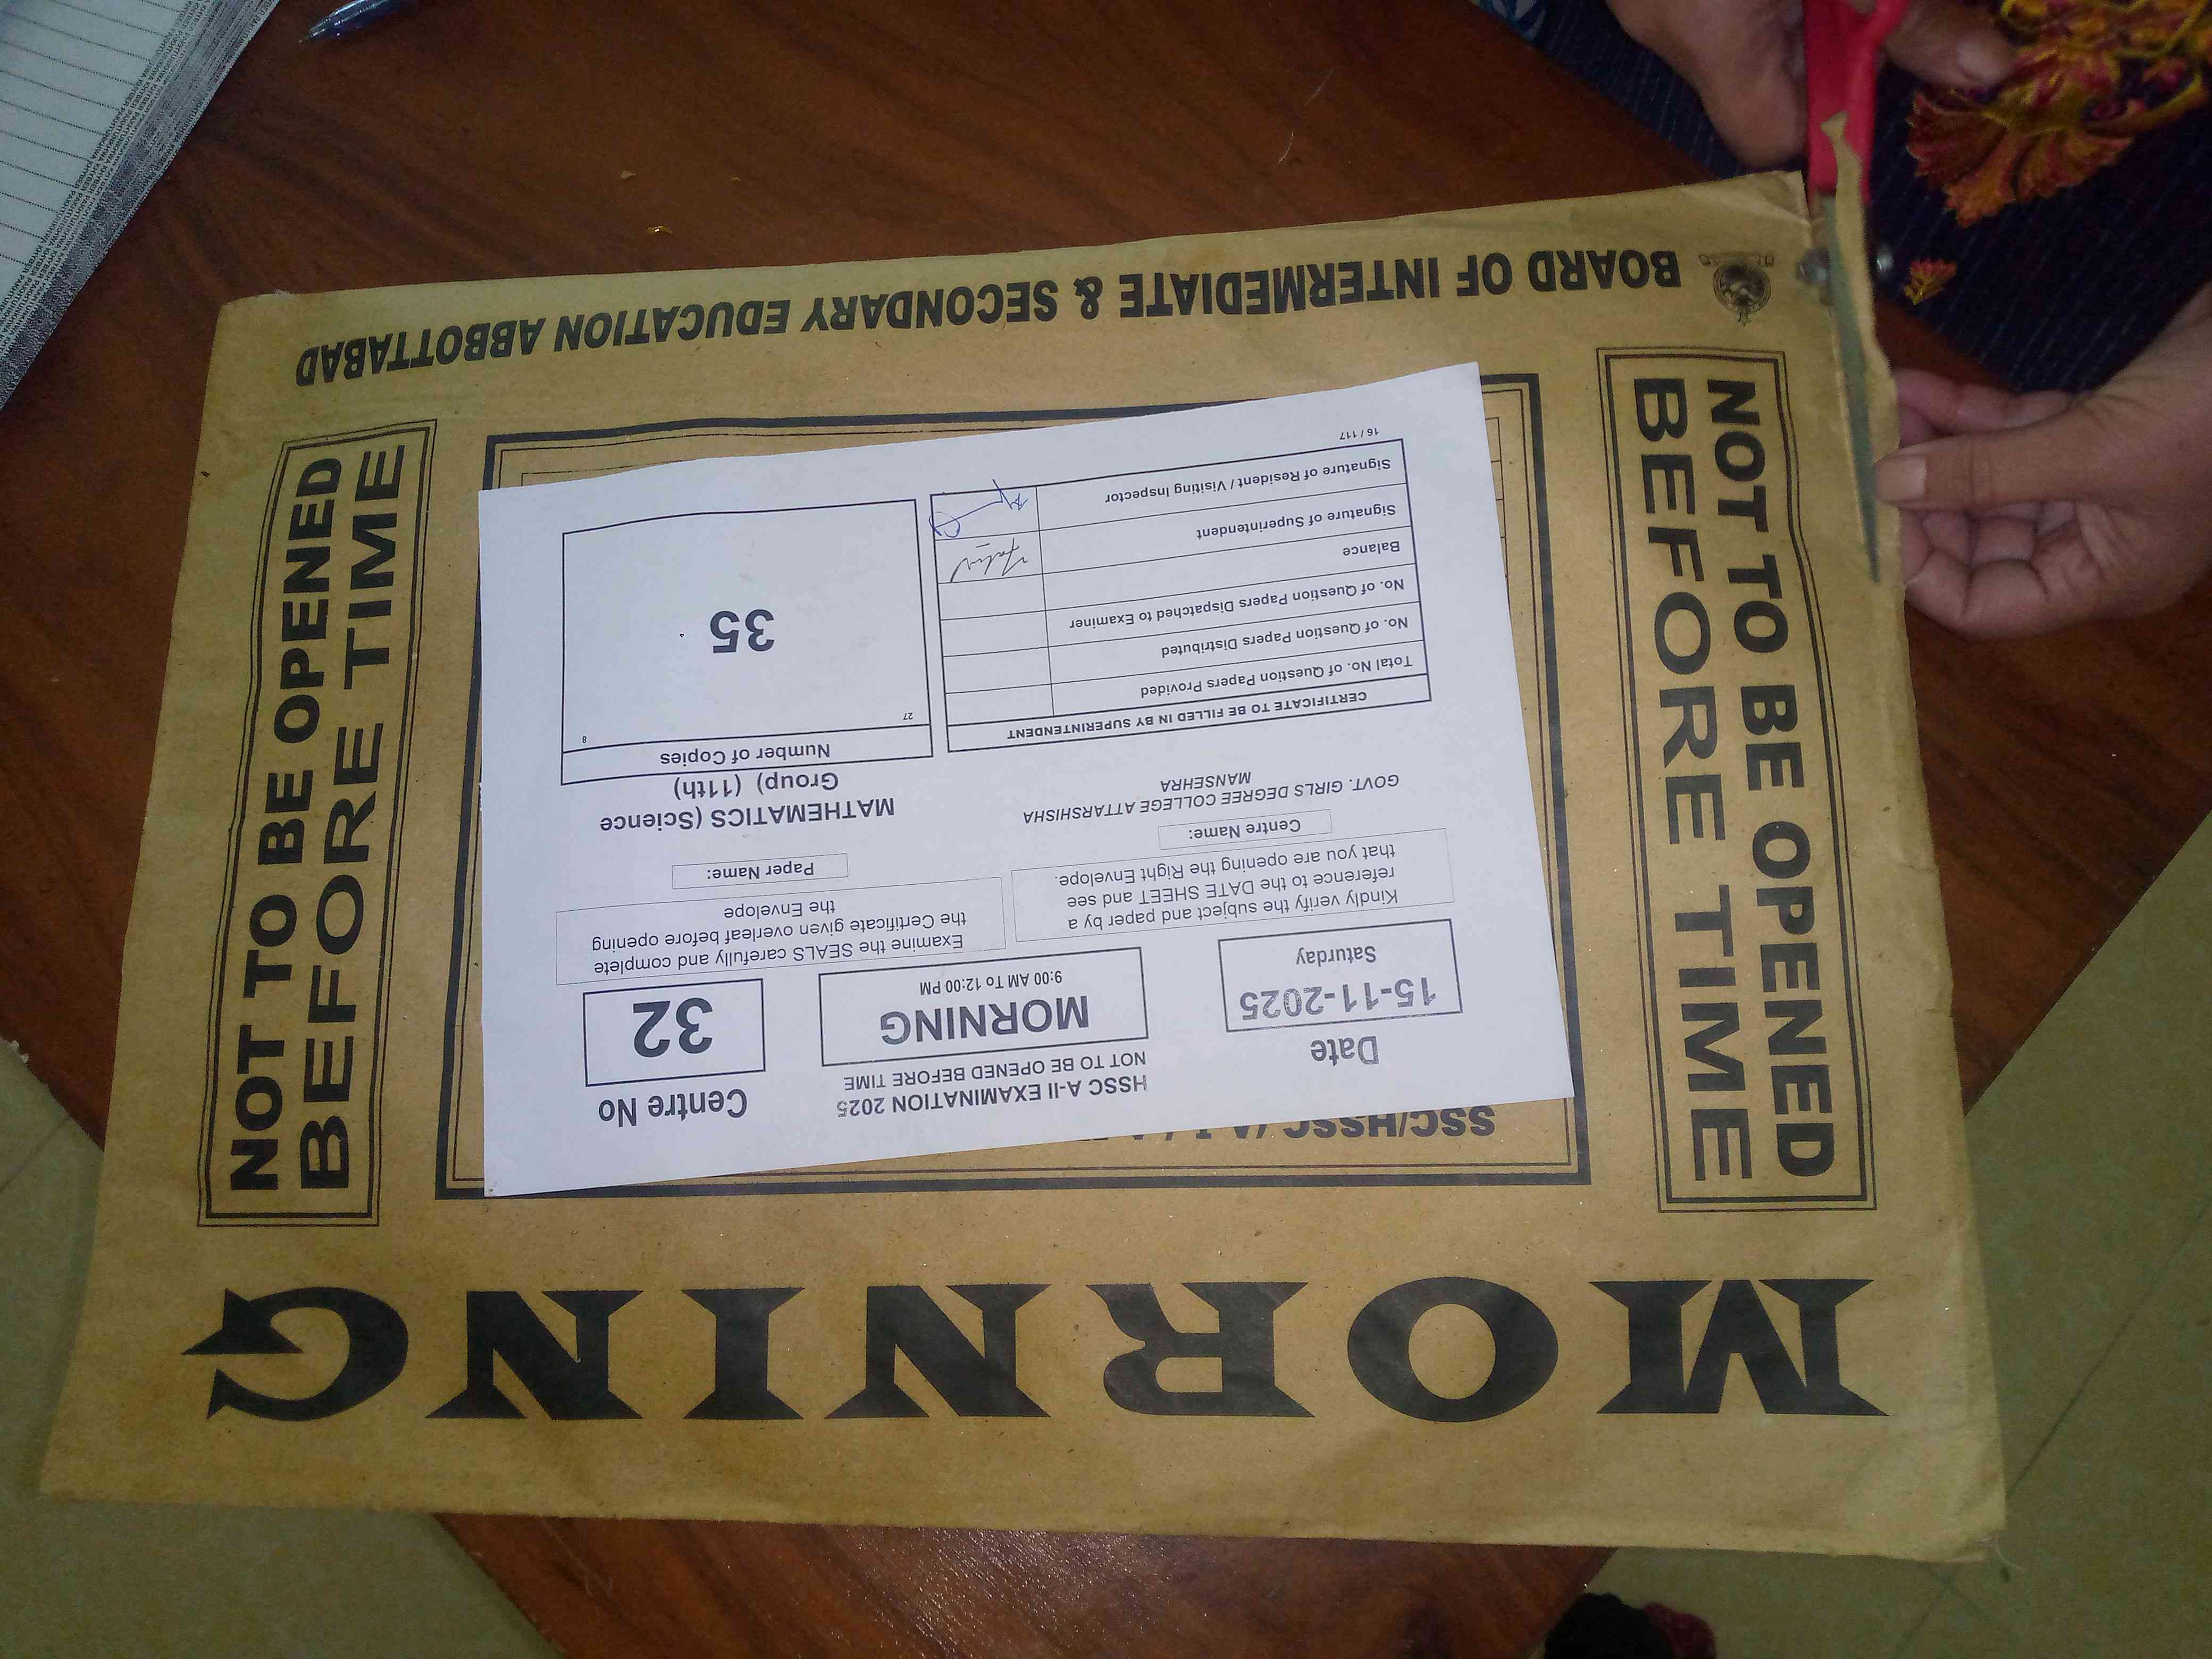 BOARD OF INTERMEDIATE & SECONDARY EDUCATION ABBOTTABAD
NOT TO BE OPENED
BEFORE TIME
MORNING
NOT TO BE OPENED
BEFORE TIME
SSC/HSSC
Date
15-11-2025
Saturday
HSSC A-II EXAMINATION 2025
NOT TO BE OPENED BEFORE TIME
MORNING
9:00 AM To 12:00 PM
Centre No
32
Kindly verify the subject and paper by a
reference to the DATE SHEET and see
that you are opening the Right Envelope.
Examine the SEALS carefully and complete
the Certificate given overleaf before opening
the Envelope
Centre Name:
GOVT. GIRLS DEGREE COLLEGE ATTARSHISHA
MANSEHRA
Paper Name:
MATHEMATICS (Science
Group) (11th)
CERTIFICATE TO BE FILLED IN BY SUPERINTENDENT
Total No. of Question Papers Provided
No. of Question Papers Distributed
No. of Question Papers Dispatched to Examiner
Balance
Signature of Superintendent
Signature of Resident / Visiting Inspector
16 / 117
Number of Copies
27
8
35